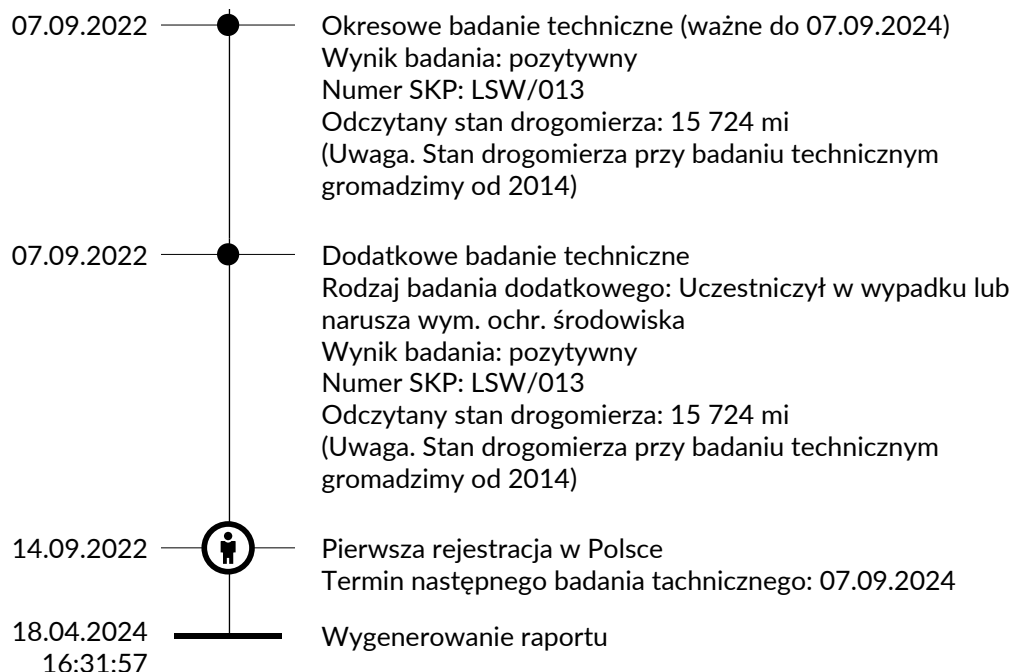 07.09.2022 Okresowe badanie techniczne (ważne do 07.09.2024)
Wynik badania: pozytywny
Numer SKP: LSW/013
Odczytany stan drogomierza: 15 724 mi
(Uwaga. Stan drogomierza przy badaniu technicznym
gromadzimy od 2014)
07.09.2022 Dodatkowe badanie techniczne
Rodzaj badania dodatkowego: Uczestniczył w wypadku lub
narusza wym. ochr. środowiska
Wynik badania: pozytywny
Numer SKP: LSW/013
Odczytany stan drogomierza: 15 724 mi
(Uwaga. Stan drogomierza przy badaniu technicznym
gromadzimy od 2014)
14.09.2022 Pierwsza rejestracja w Polsce
Termin następnego badania tachnicznego: 07.09.2024
18.04.2024 Wygenerowanie raportu
16:31:57